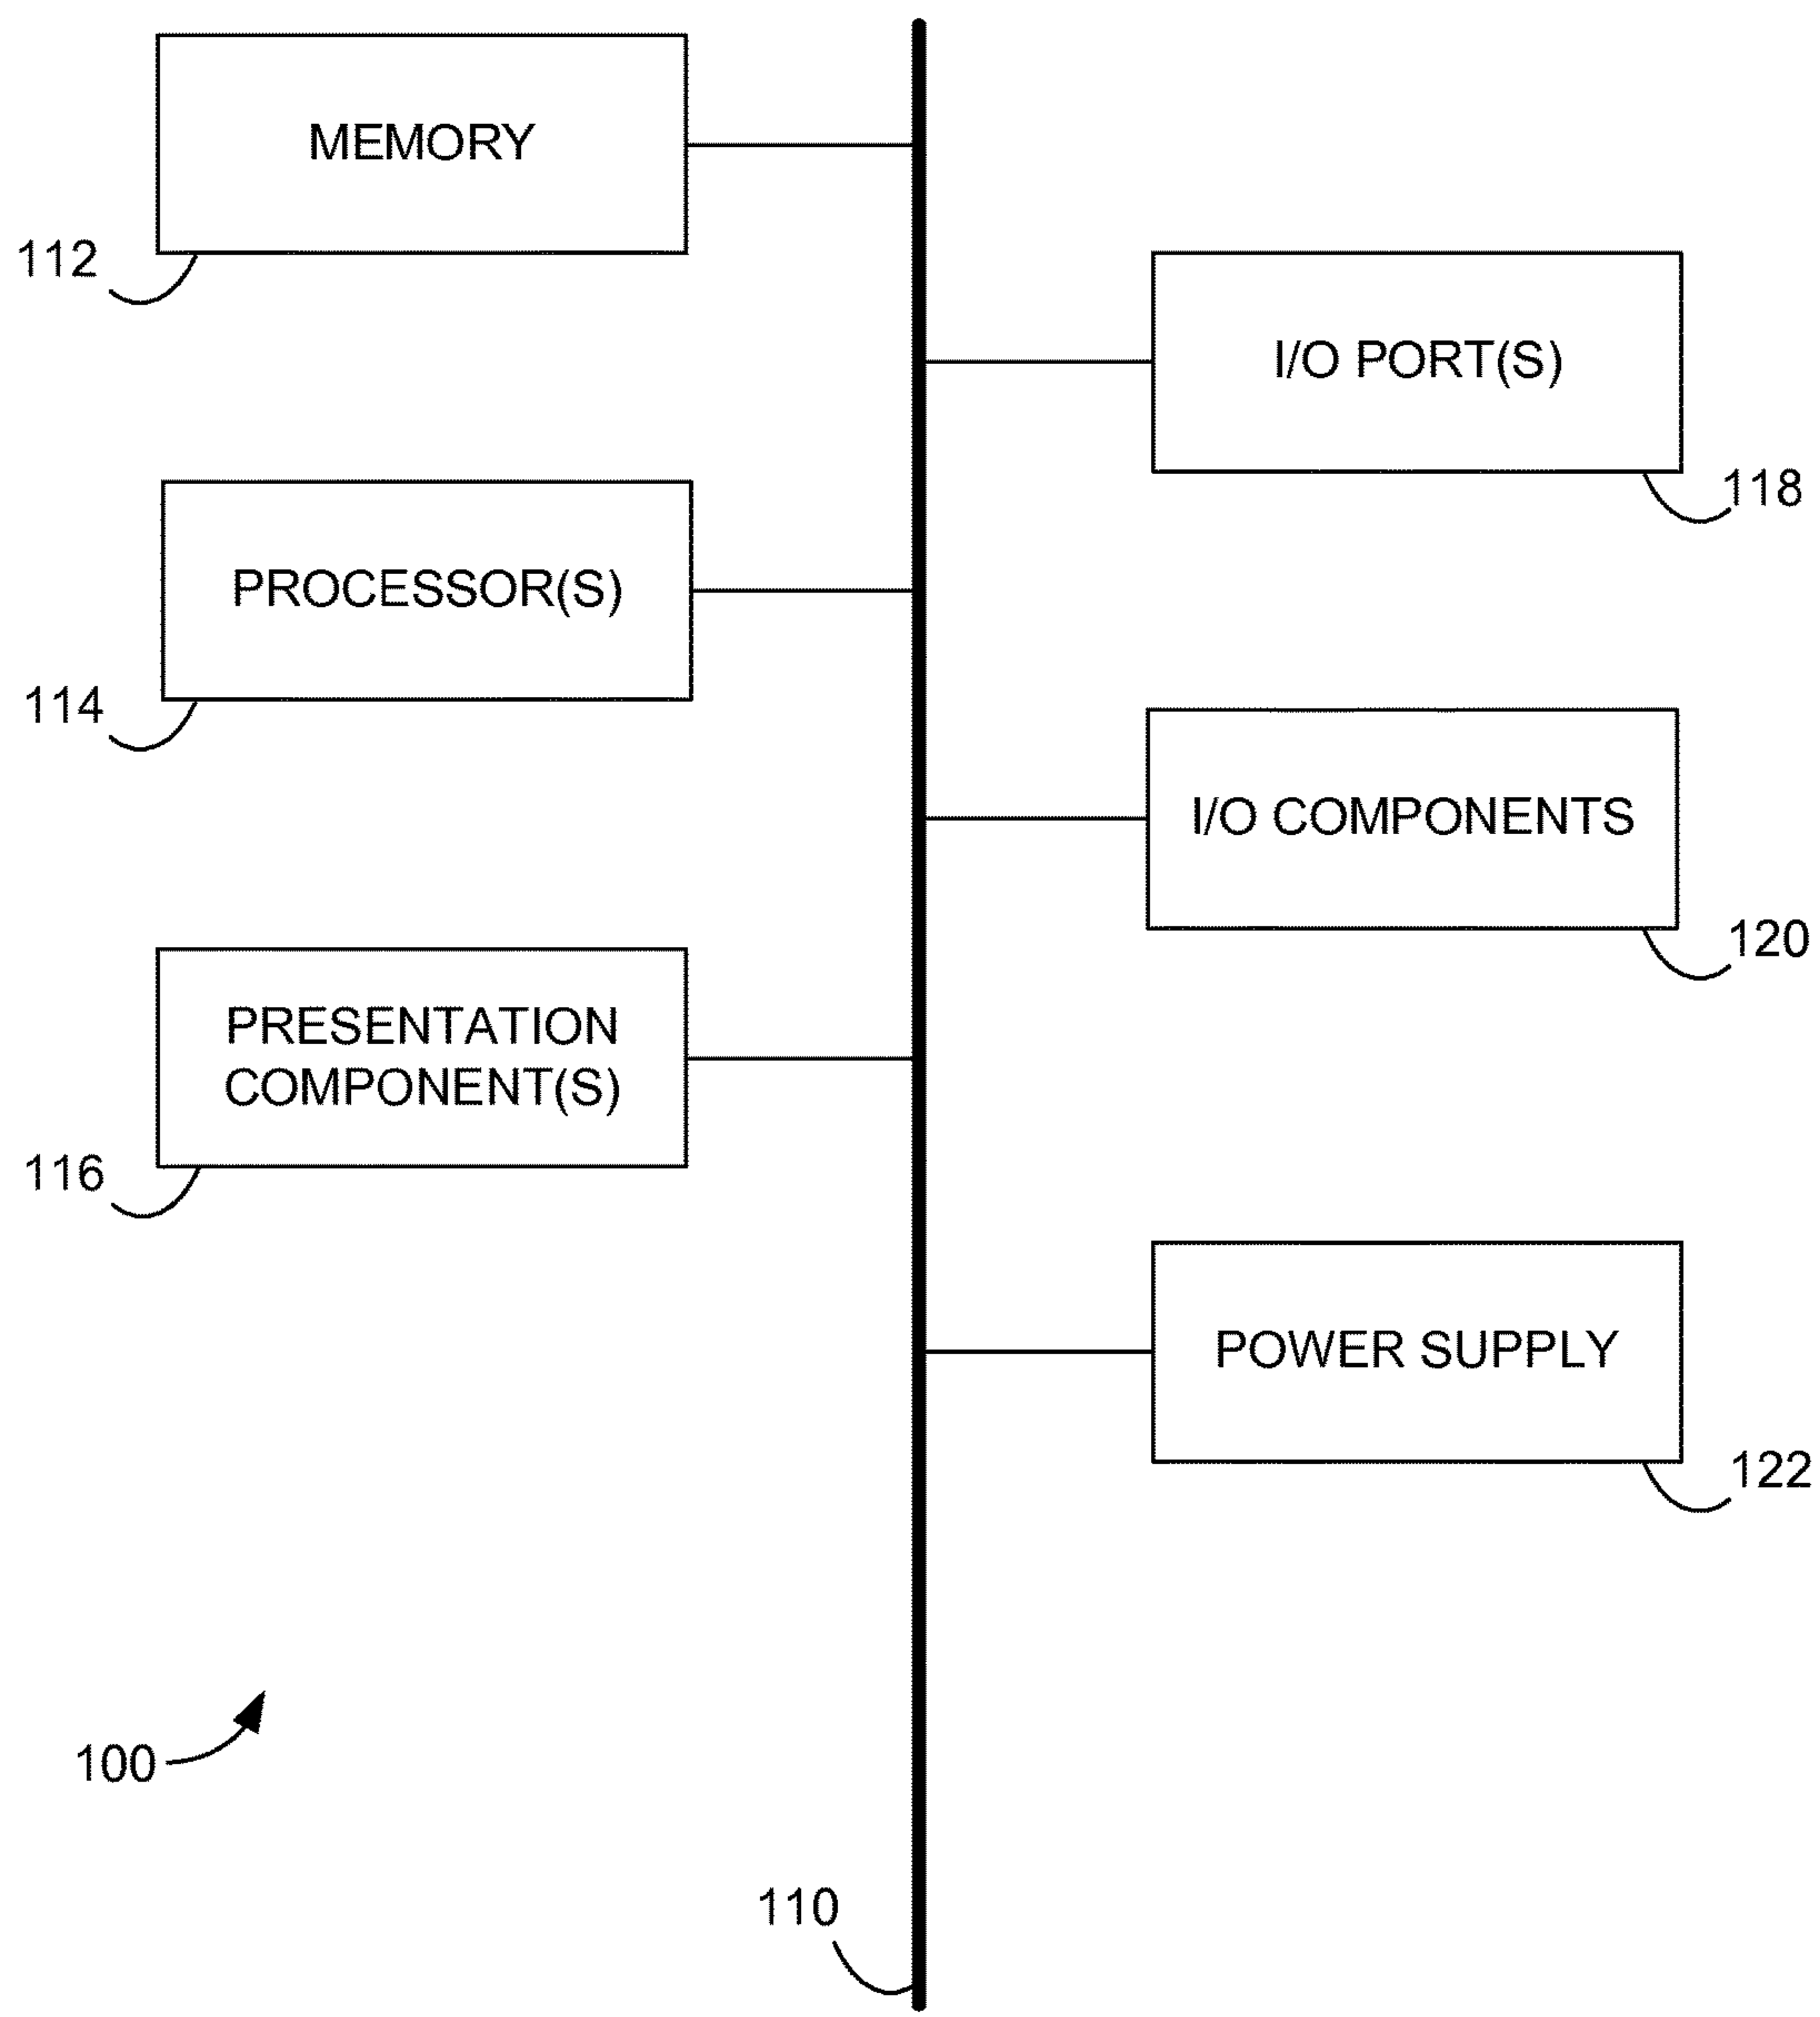 MEMORY
112
I/O PORT(S)
118
PROCESSOR(S)
114
I/O COMPONENTS
120
PRESENTATION
COMPONENT(S)
116
POWER SUPPLY
122
100
110